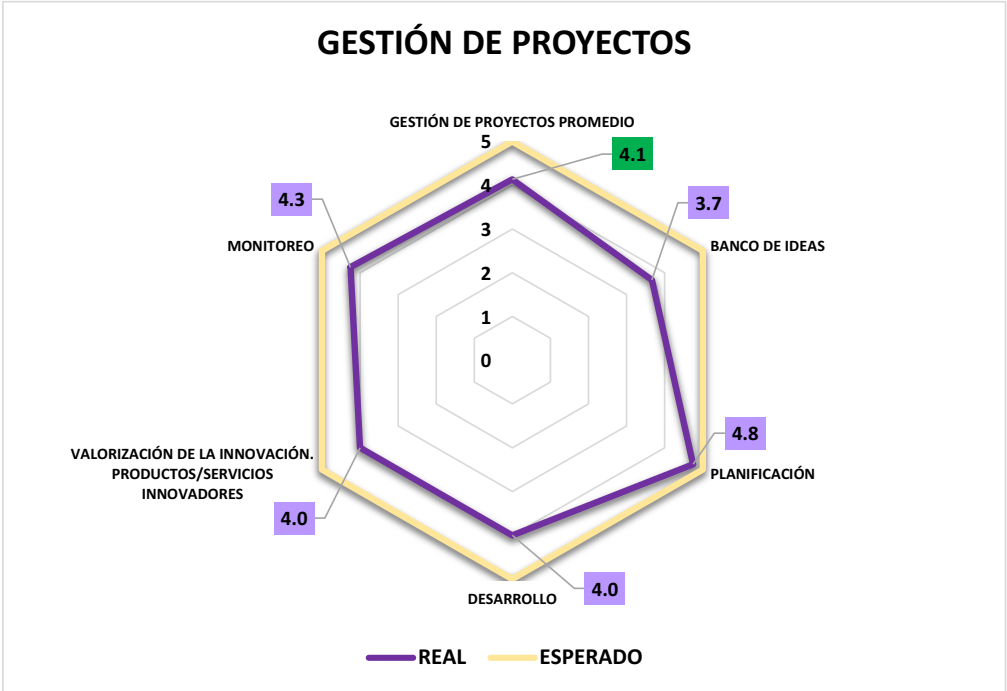 GESTIÓN DE PROYECTOS
GESTIÓN DE PROYECTOS PROMEDIO
5
4.1
4
4.3
3.7
3
MONITOREO
BANCO DE IDEAS
2
1
0
4.8
VALORIZACIÓN DE LA INNOVACIÓN.
PRODUCTOS/SERVICIOS
INNOVADORES
PLANIFICACIÓN
4.0
4.0
DESARROLLO
REAL
ESPERADO